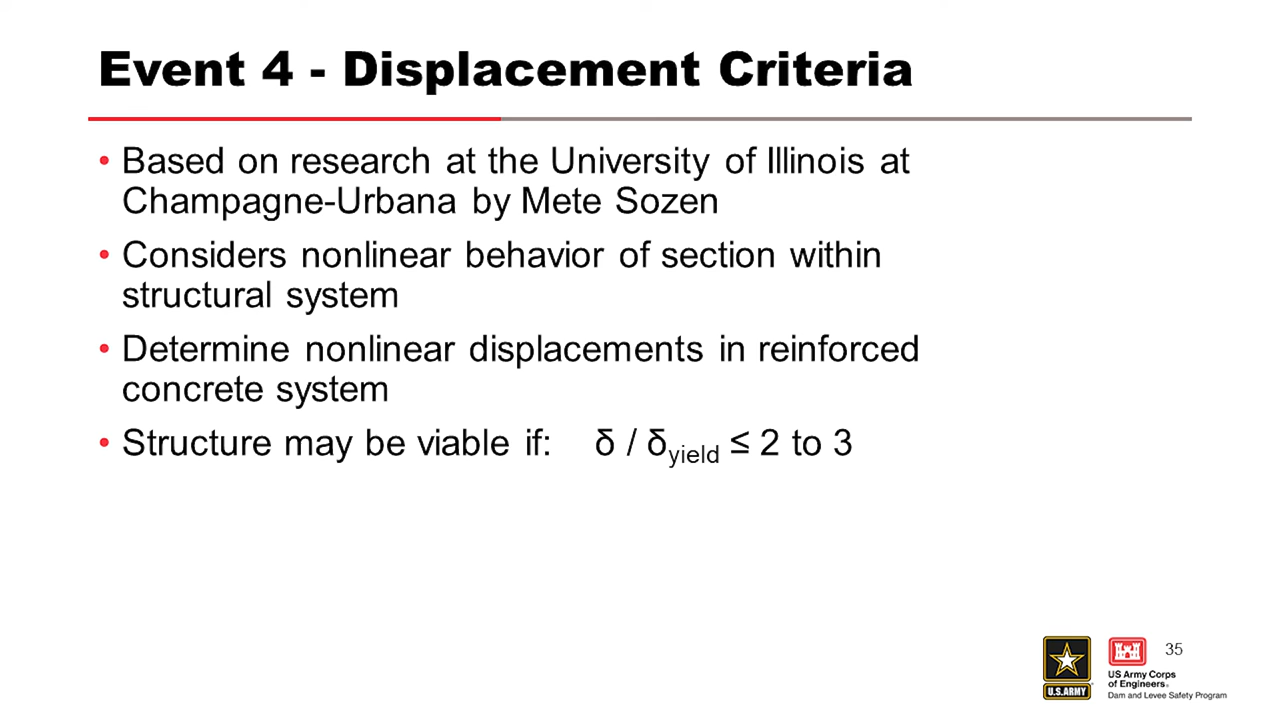 Event 4 - Displacement Criteria
• Based on research at the University of Illinois at
Champagne-Urbana by Mete Sozen
• Considers nonlinear behavior of section within
structural system
• Determine nonlinear displacements in reinforced
concrete system
• Structure may be viable if: δ / δyield ≤ 2 to 3
35
U.S.ARMY
US Army Corps
of Engineers®
Dam and Levee Safety Program